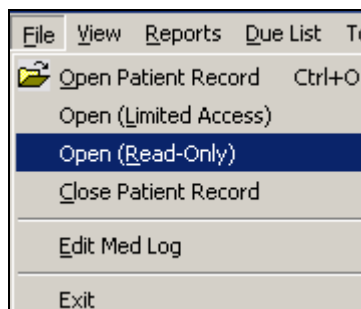 File View Reports Due List
Open Patient Record Ctrl+O
Open (Limited Access)
Open (Read-Only)
Close Patient Record
Edit Med Log
Exit